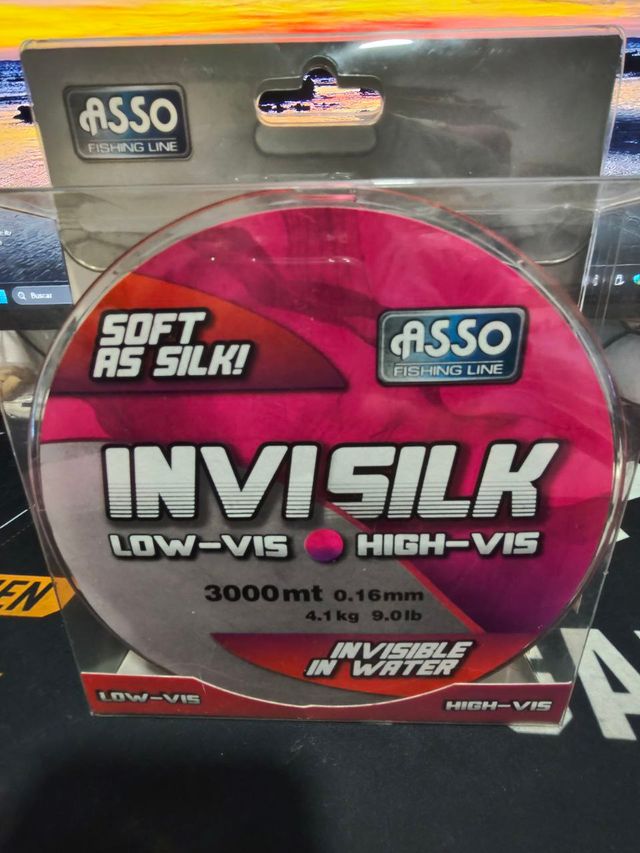 ASSO
FISHING LINE
Buscar
SOFT
AS SILK!
ASSO
FISHING LINE
INVISILK
LOW-VIS HIGH-VIS
3000mt 0.16mm
4.1kg 9.0lb
INVISIBLE
IN WATER
LOW-VIS
HIGH-VIS